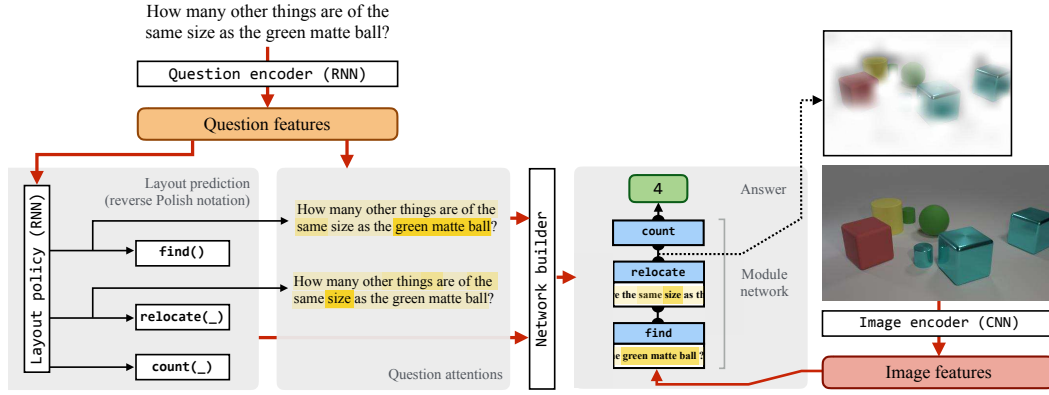 How many other things are of the
same size as the green matte ball?
Question encoder (RNN)
Question features
Layout policy (RNN)
Layout prediction
(reverse Polish notation)
find()
relocate(_)
count(_)
How many other things are of the
same size as the green matte ball?
How many other things are of the
same size as the green matte ball?
Question attentions
Network builder
4
Answer
count
relocate
e the same size as th
find
e green matte ball ?
Module
network
Image encoder (CNN)
Image features